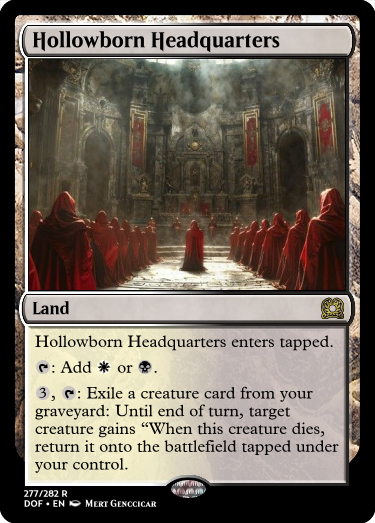 Hollowborn Headquarters
Land
Hollowborn Headquarters enters tapped.
: Add or .
3, : Exile a creature card from your
graveyard: Until end of turn, target
creature gains “When this creature dies,
return it onto the battlefield tapped under
your control.
277/282 R
DOF • EN Mert Genccicar